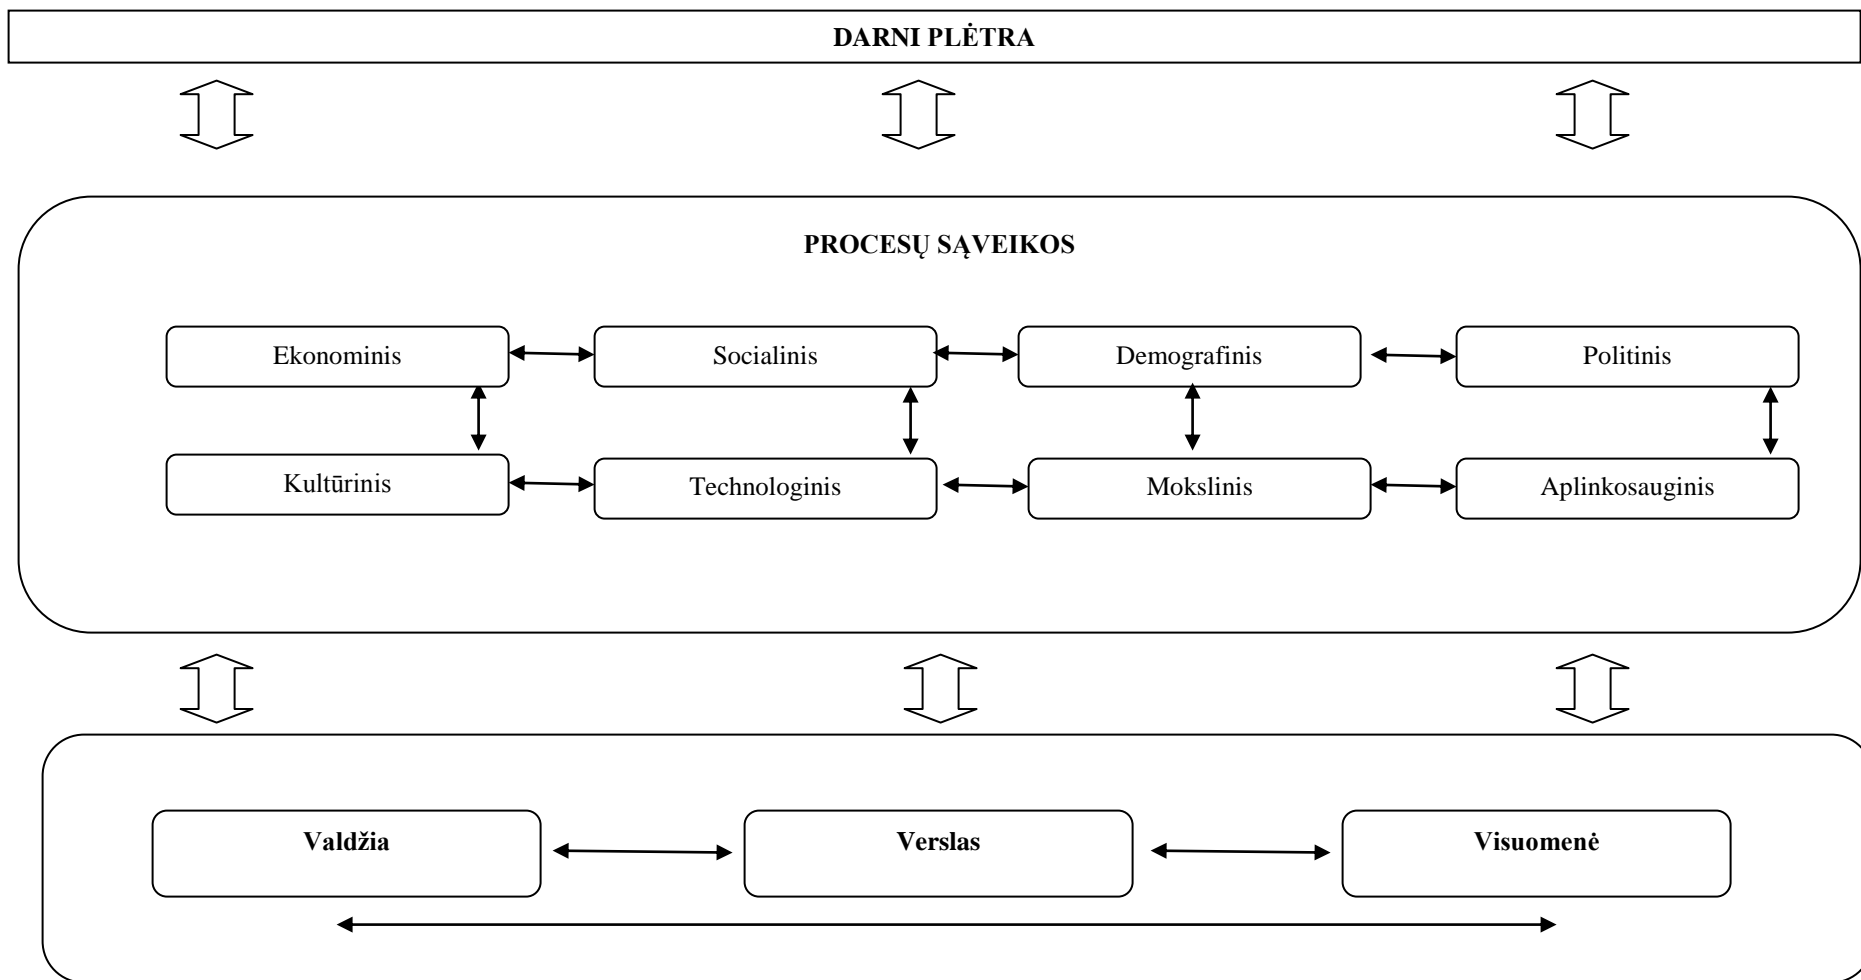 DARNI PLĖTRA
PROCESŲ SĄVEIKOS
Ekonominis
Socialinis
Demografinis
Politinis
Kultūrinis
Technologinis
Mokslinis
Aplinkosauginis
Valdžia
Verslas
Visuomenė